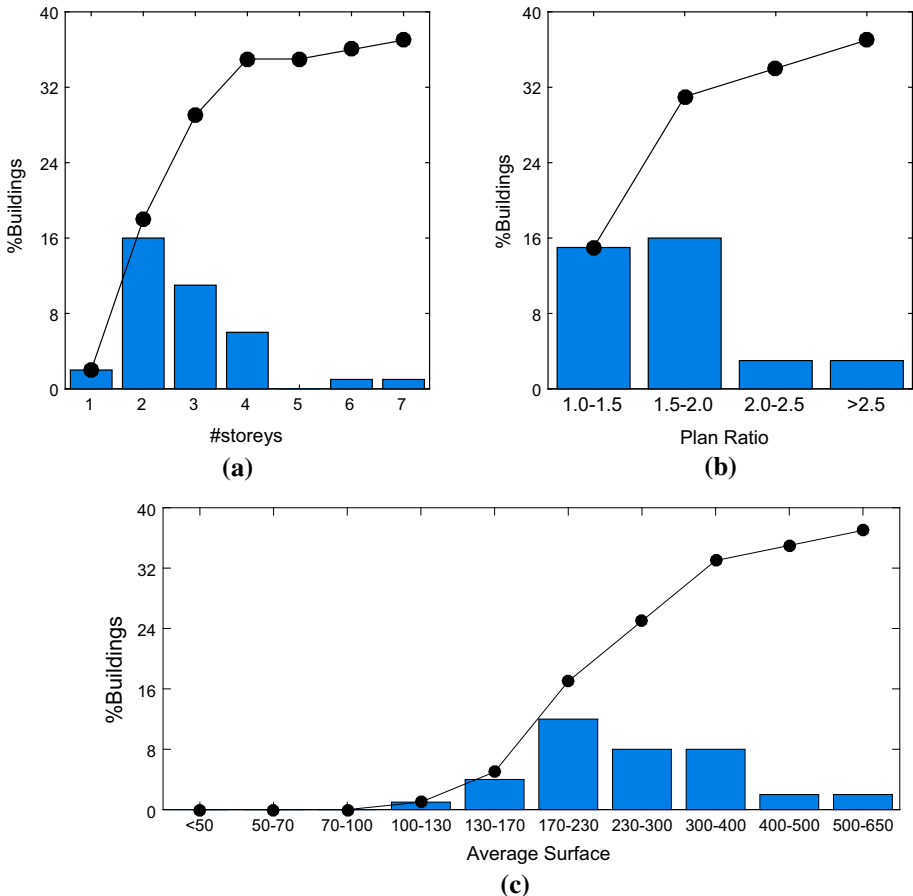 40
32
24
16
8
0
%Buildings
1 2 3 4 5 6 7
#storeys
(a)
40
32
24
16
8
0
%Buildings
1.0-1.5 1.5-2.0 2.0-2.5 >2.5
Plan Ratio
(b)
40
32
24
16
8
0
%Buildings
<50 50-70 70-100 100-130 130-170 170-230 230-300 300-400 400-500 500-650
Average Surface
(c)